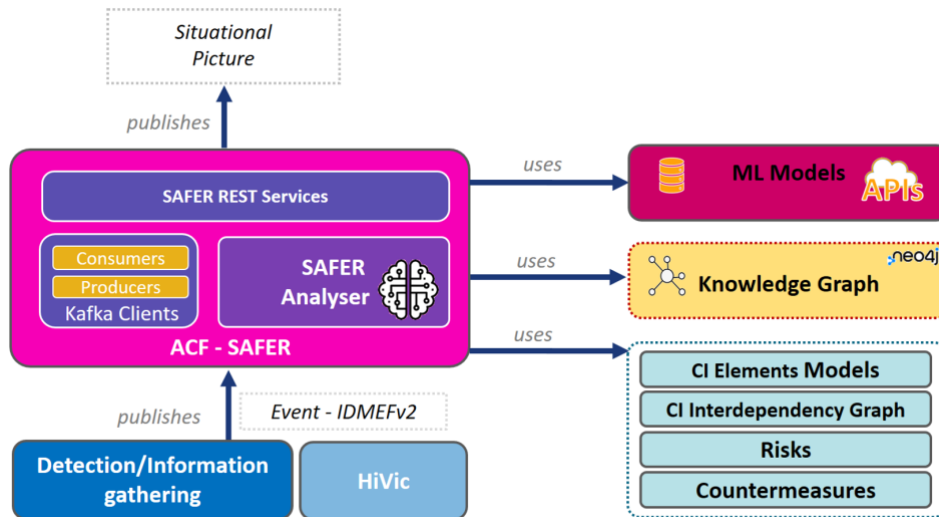 Situational
Picture
publishes
SAFER REST Services
Consumers
Producers
Kafka Clients
SAFER
Analyser
ACF - SAFER
uses
ML Models
APIs
uses
neo4j
Knowledge Graph
uses
CI Elements Models
CI Interdependency Graph
Risks
Countermeasures
publishes
Event - IDMEFv2
Detection/Information
gathering
HiVic